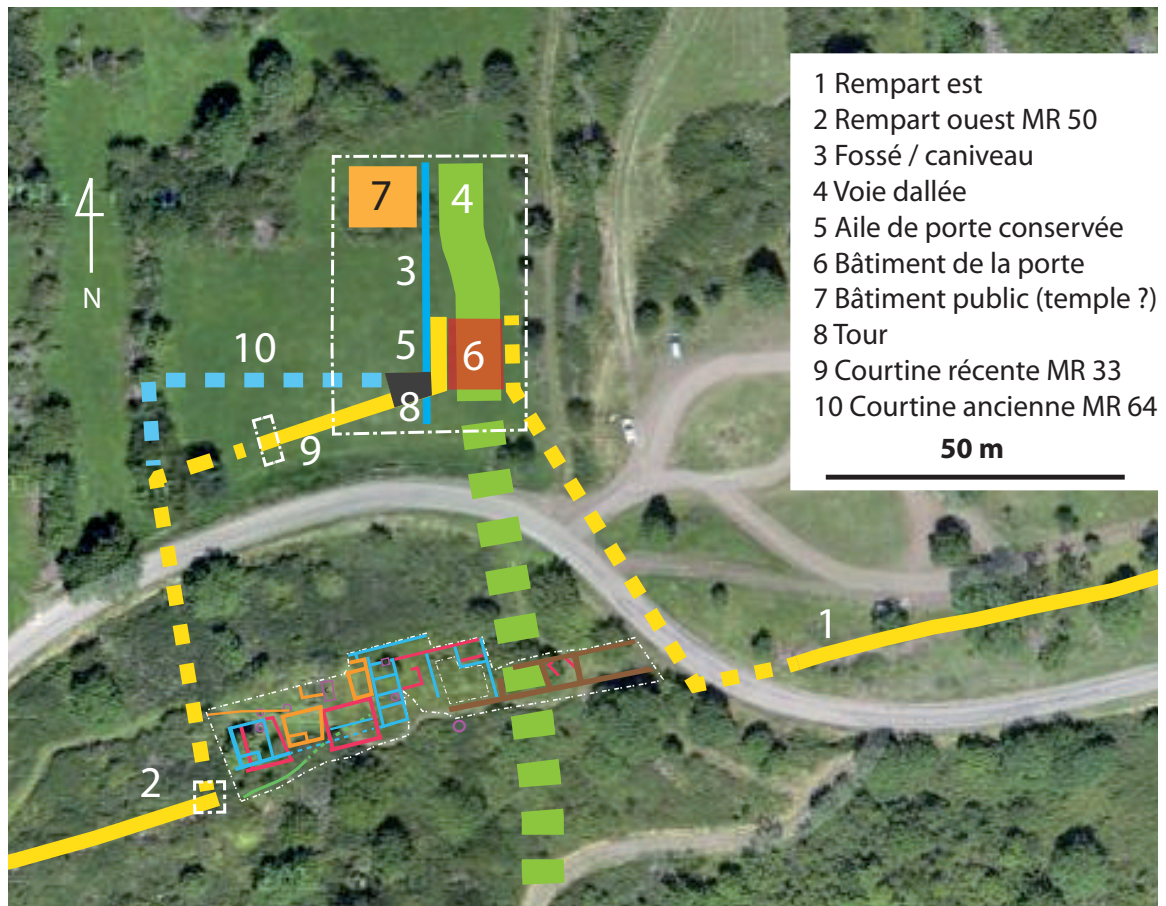 1 Rempart est
2 Rempart ouest MR 50
3 Fossé / caniveau
4 Voie dallée
5 Aile de porte conservée
6 Bâtiment de la porte
7 Bâtiment public (temple ?)
8 Tour
9 Courtine récente MR 33
10 Courtine ancienne MR 64
50 m
7
4
3
N
10
5
6
8
9
1
2